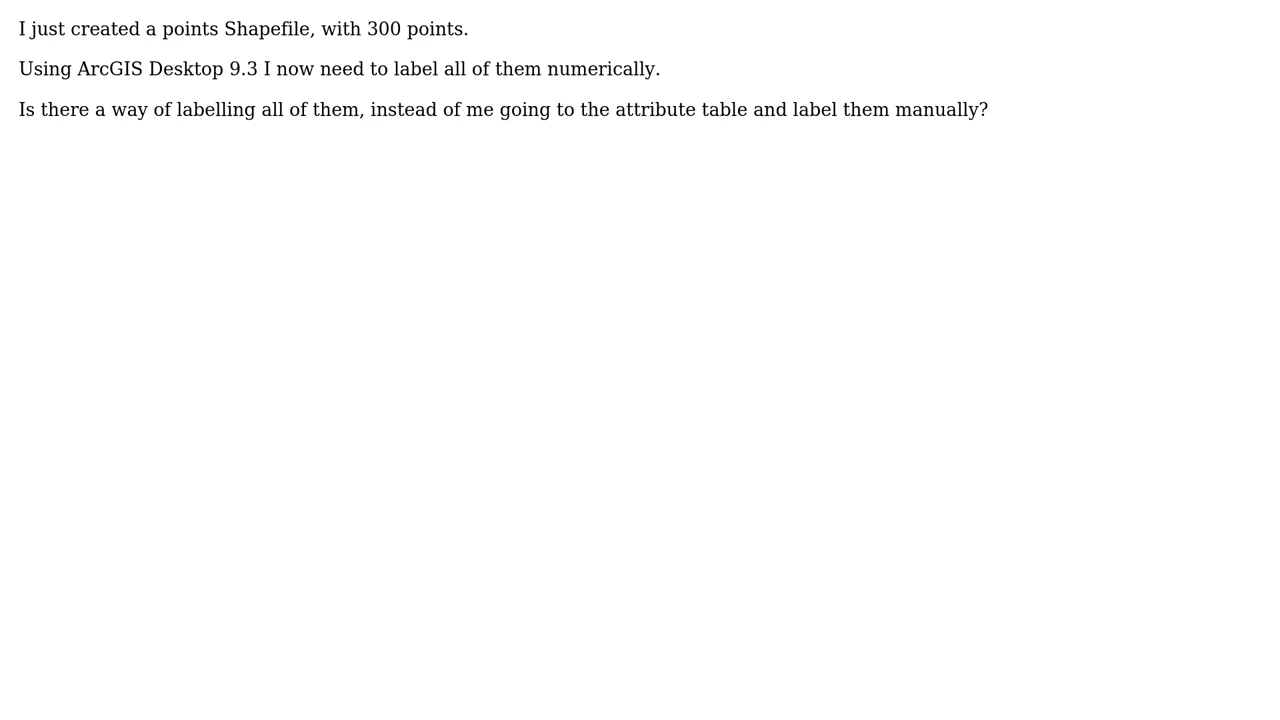 I just created a points Shapefile, with 300 points.
Using ArcGIS Desktop 9.3 I now need to label all of them numerically.
Is there a way of labelling all of them, instead of me going to the attribute table and label them manually?